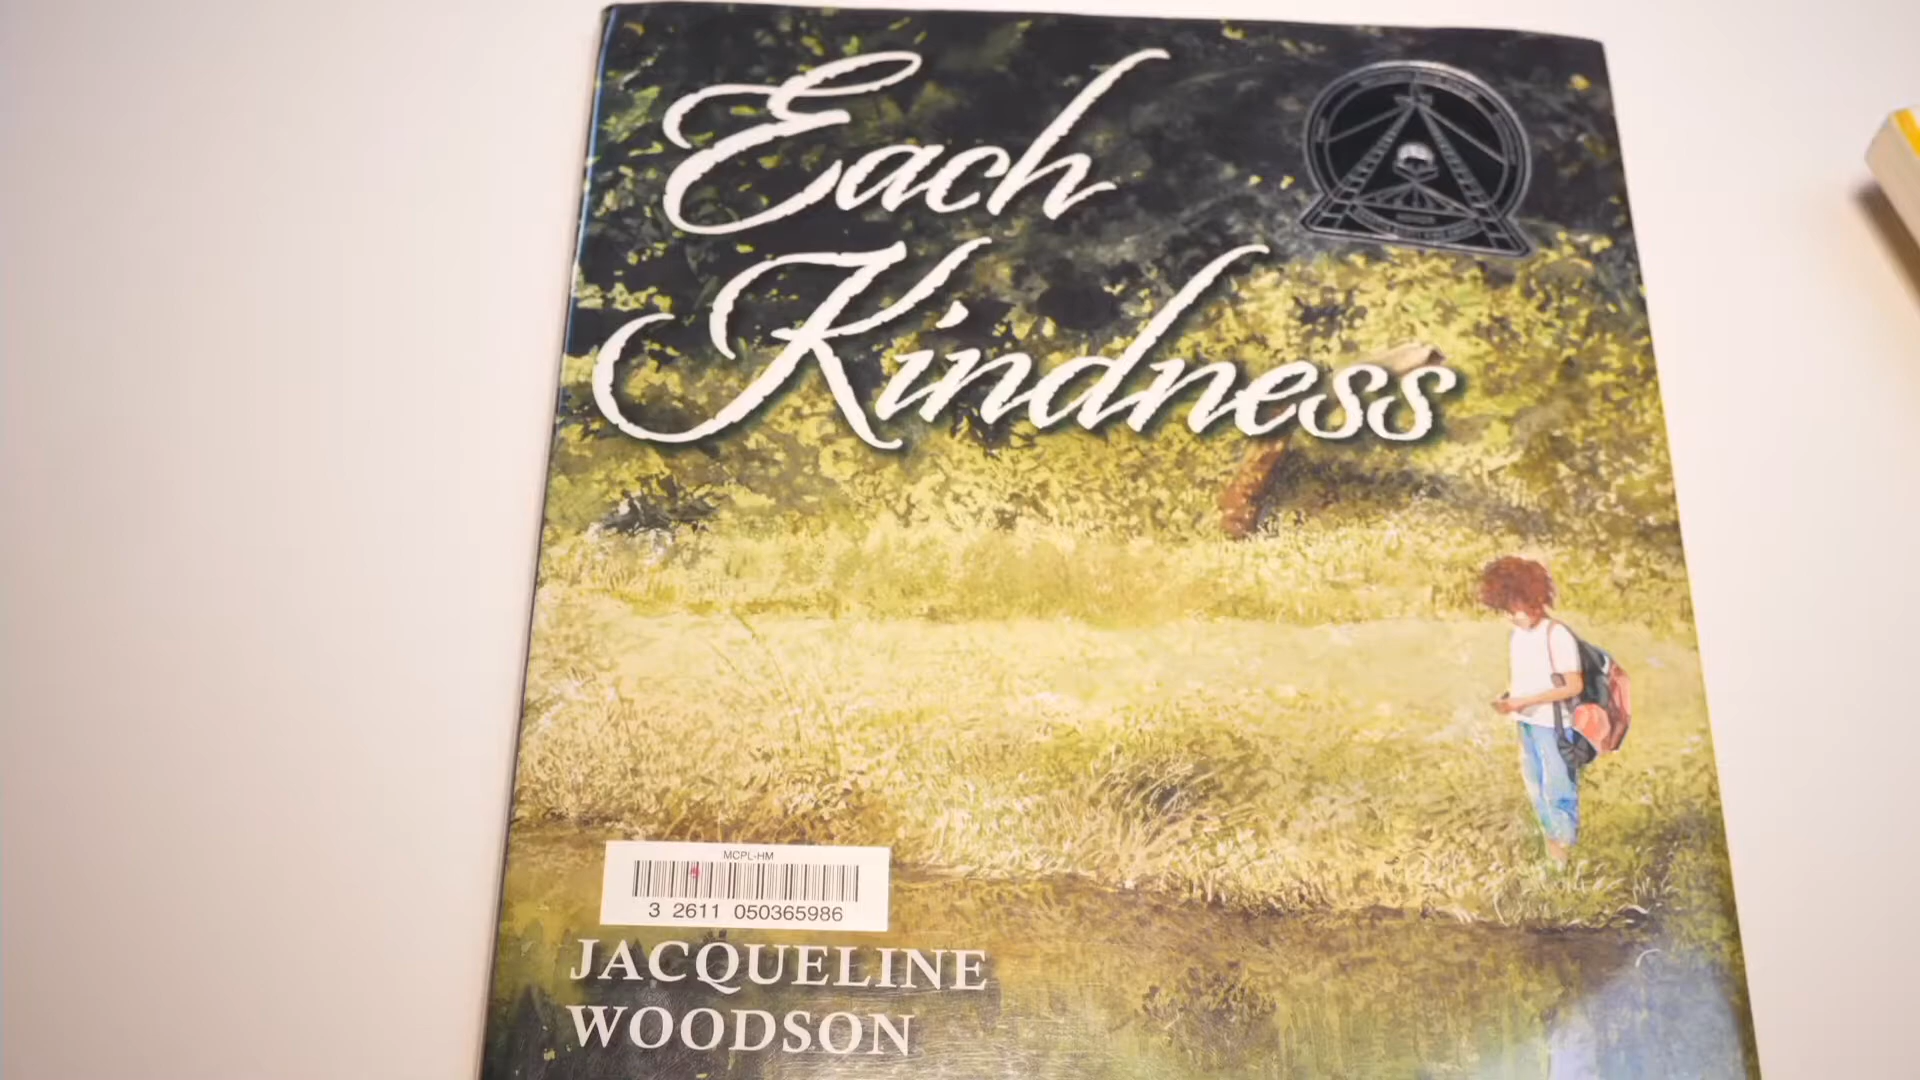 Each
Kindness
MCPL-HM
3 2611 050365986
JACQUELINE
WOODSON